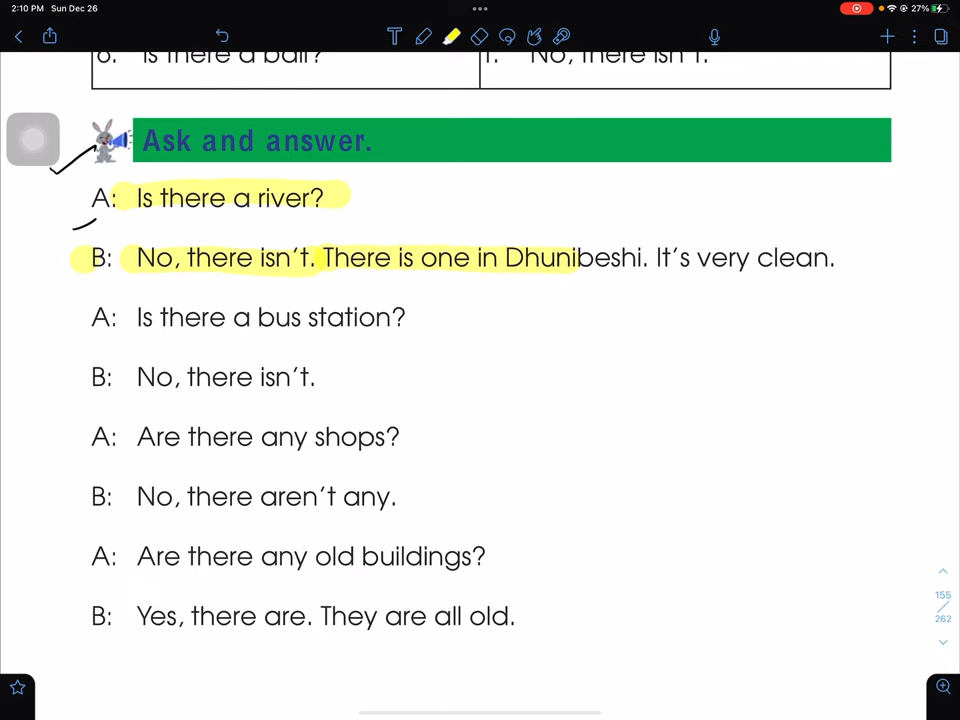 2:10 PM Sun Dec 26
27%
6. Is there a ball? f. No, there isn't.
Ask and answer.
A: Is there a river?
B: No, there isn't. There is one in Dhunibeshi. It's very clean.
A: Is there a bus station?
B: No, there isn't.
A: Are there any shops?
B: No, there aren't any.
A: Are there any old buildings?
B: Yes, there are. They are all old.
155
262